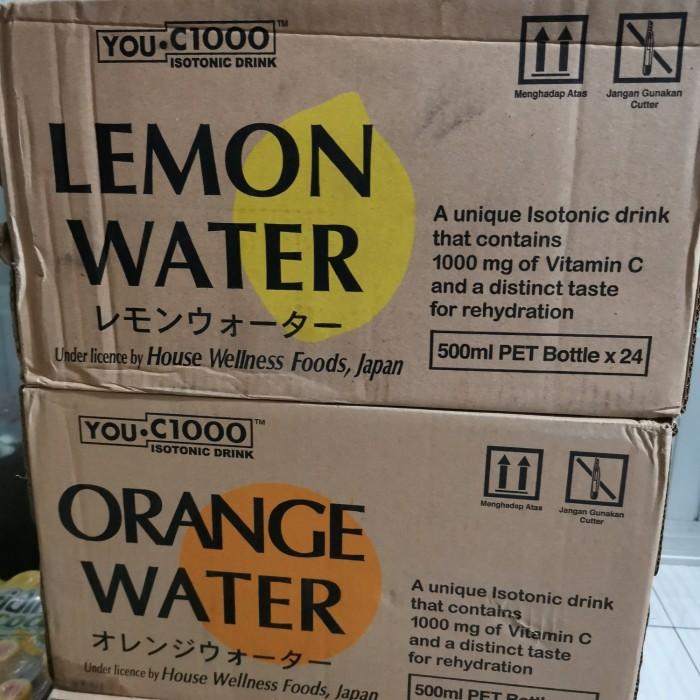 YOU•C1000™
ISOTONIC DRINK
Menghadap Atas
Jangan Gunakan
Cutter
LEMON
WATER
レモンウォーター
Under licence by House Wellness Foods, Japan
A unique Isotonic drink
that contains
1000 mg of Vitamin C
and a distinct taste
for rehydration
500ml PET Bottle x 24
YOU•C1000™
ISOTONIC DRINK
Menghadap Atas
Jangan Gunakan
Cutter
ORANGE
WATER
オレンジウォーター
Under licence by House Wellness Foods, Japan
A unique Isotonic drink
that contains
1000 mg of Vitamin C
and a distinct taste
for rehydration
500ml PET